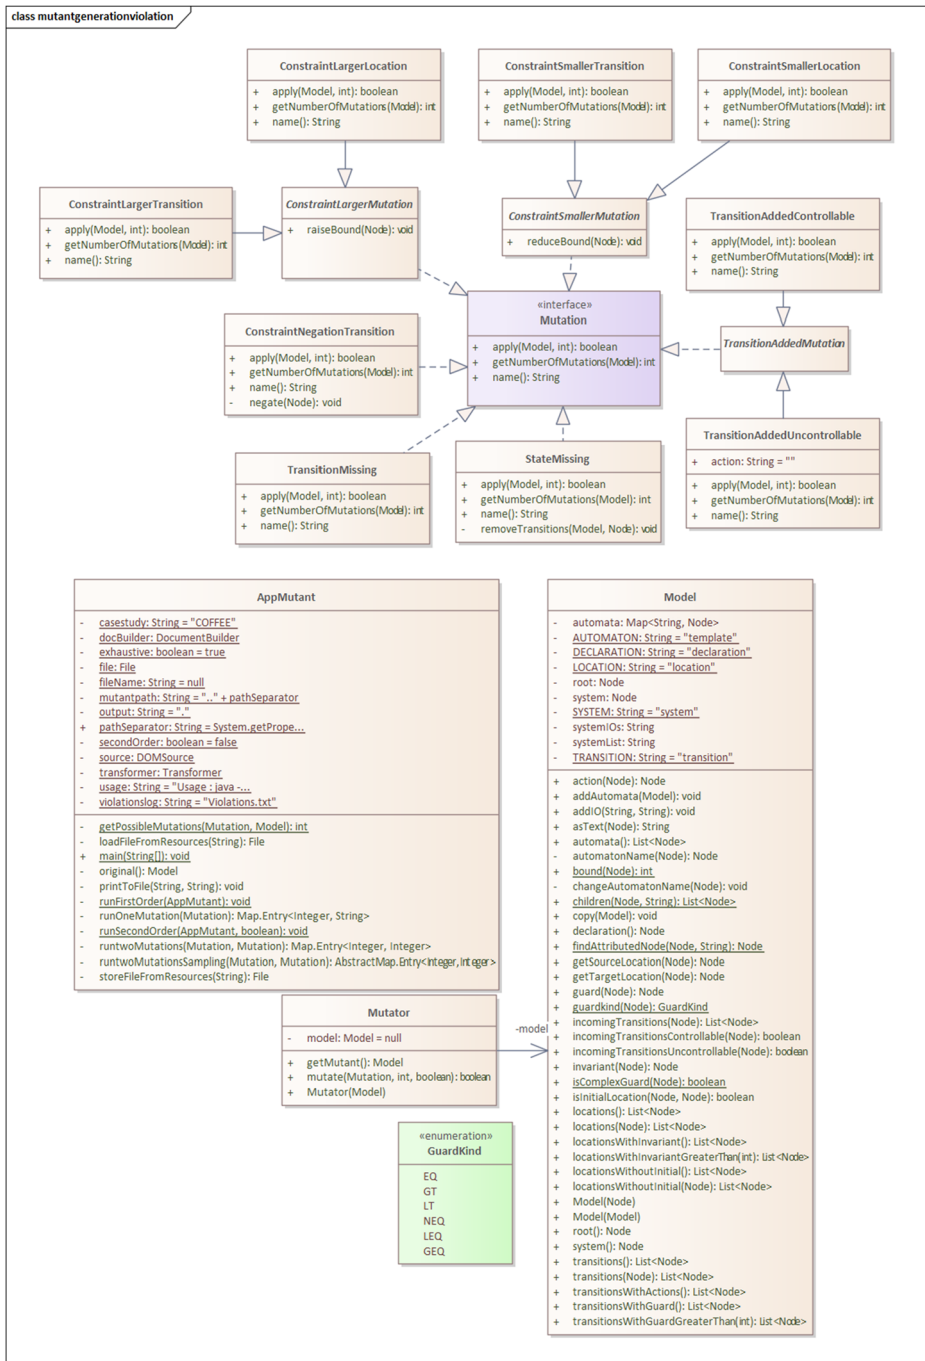 class mutantgenerationviolation
ConstraintLargerLocation
+ apply(Model, int): boolean
+ getNumberOfMutations(Model): int
+ name(): String
ConstraintSmallerTransition
+ apply(Model, int): boolean
+ getNumberOfMutations(Model): int
+ name(): String
ConstraintSmallerLocation
+ apply(Model, int): boolean
+ getNumberOfMutations(Model): int
+ name(): String
ConstraintLargerTransition
+ apply(Model, int): boolean
+ getNumberOfMutations(Model): int
+ name(): String
ConstraintLargerMutation
+ raiseBound(Node): void
ConstraintSmallerMutation
+ reduceBound(Node): void
TransitionAddedControllable
+ apply(Model, int): boolean
+ getNumberOfMutations(Model): int
+ name(): String
«interface»
Mutation
+ apply(Model, int): boolean
+ getNumberOfMutations(Model): int
+ name(): String
ConstraintNegationTransition
+ apply(Model, int): boolean
+ getNumberOfMutations(Model): int
+ name(): String
- negate(Node): void
TransitionAddedMutation
TransitionAddedUncontrollable
+ action: String = ""
+ apply(Model, int): boolean
+ getNumberOfMutations(Model): int
+ name(): String
TransitionMissing
+ apply(Model, int): boolean
+ getNumberOfMutations(Model): int
+ name(): String
StateMissing
+ apply(Model, int): boolean
+ getNumberOfMutations(Model): int
+ name(): String
- removeTransitions(Model, Node): void
AppMutant
- casestudy: String = "COFFEE"
- docBuilder: DocumentBuilder
- exhaustive: boolean = true
- file: File
- fileName: String = null
- mutantpath: String = ".." + pathSeparator
- output: String = "."
+ pathSeparator: String = System.getPrope...
- secondOrder: boolean = false
- source: DOMSource
- transformer: Transformer
- usage: String = "Usage : java -...
- violationslog: String = "Violations.txt"
- getPossibleMutations(Mutation, Model): int
- loadFileFromResources(String): File
+ main(String[]): void
- original(): Model
- printToFile(String, String): void
- runFirstOrder(AppMutant): void
- runOneMutation(Mutation): Map.Entry<Integer, String>
- runSecondOrder(AppMutant, boolean): void
- runtwoMutations(Mutation, Mutation): Map.Entry<Integer, Integer>
- runtwoMutationsSampling(Mutation, Mutation): AbstractMap.Entry<Integer,Integer>
- storeFileFromResources(String): File
Model
- automata: Map<String, Node>
- AUTOMATON: String = "template"
- DECLARATION: String = "declaration"
- LOCATION: String = "location"
- root: Node
- system: Node
- SYSTEM: String = "system"
- systemIOs: String
- systemList: String
- TRANSITION: String = "transition"
+ action(Node): Node
+ addAutomata(Model): void
+ addIO(String, String): void
+ asText(Node): String
+ automata(): List<Node>
- automatonName(Node): Node
+ bound(Node): int
- changeAutomatonName(Node): void
+ children(Node, String): List<Node>
+ copy(Model): void
+ declaration(): Node
+ findAttributedNode(Node, String): Node
+ getSourceLocation(Node): Node
+ getTargetLocation(Node): Node
+ guard(Node): Node
+ guardkind(Node): GuardKind
+ incomingTransitions(Node): List<Node>
+ incomingTransitionsControllable(Node): boolean
+ incomingTransitionsUncontrollable(Node): boolean
+ invariant(Node): Node
+ isComplexGuard(Node): boolean
+ isInitialLocation(Node, Node): boolean
+ locations(): List<Node>
+ locations(Node): List<Node>
+ locationsWithInvariant(): List<Node>
+ locationsWithInvariantGreaterThan(int): List<Node>
+ locationsWithoutInitial(): List<Node>
+ locationsWithoutInitial(Node): List<Node>
+ Model(Node)
+ Model(Model)
+ root(): Node
+ system(): Node
+ transitions(): List<Node>
+ transitions(Node): List<Node>
+ transitionsWithActions(): List<Node>
+ transitionsWithGuard(): List<Node>
+ transitionsWithGuardGreaterThan(int): List<Node>
Mutator
- model: Model = null
+ getMutant(): Model
+ mutate(Mutation, int, boolean): boolean
+ Mutator(Model)
-model
«enumeration»
GuardKind
EQ
GT
LT
NEQ
LEQ
GEQ